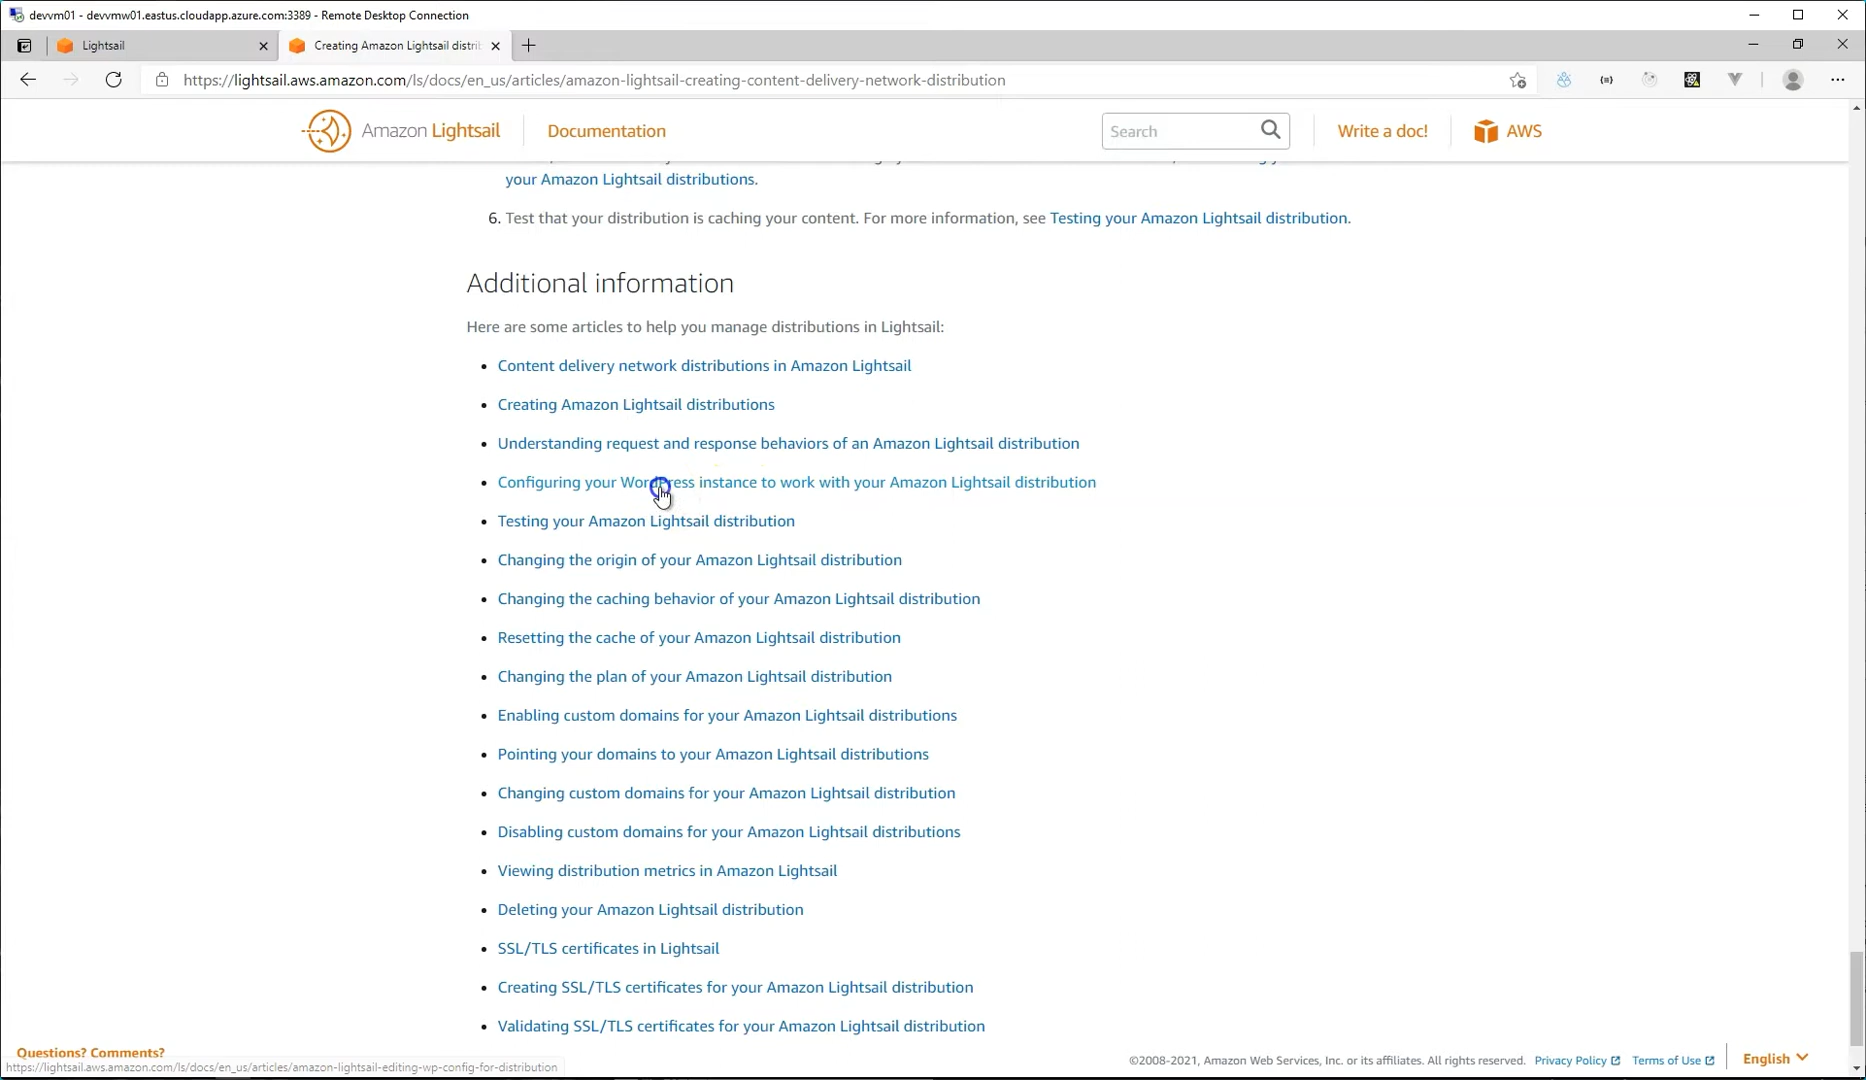 devvm01 - devvmw01.eastus.cloudapp.azure.com:3389 - Remote Desktop Connection
Lightsail
Creating Amazon Lightsail distri
https://lightsail.aws.amazon.com/ls/docs/en_us/articles/amazon-lightsail-creating-content-delivery-network-distribution
Amazon Lightsail
Documentation
Search
Write a doc!
AWS
your Amazon Lightsail distributions.
6. Test that your distribution is caching your content. For more information, see Testing your Amazon Lightsail distribution.
Additional information
Here are some articles to help you manage distributions in Lightsail:
• Content delivery network distributions in Amazon Lightsail
• Creating Amazon Lightsail distributions
• Understanding request and response behaviors of an Amazon Lightsail distribution
• Configuring your WordPress instance to work with your Amazon Lightsail distribution
• Testing your Amazon Lightsail distribution
• Changing the origin of your Amazon Lightsail distribution
• Changing the caching behavior of your Amazon Lightsail distribution
• Resetting the cache of your Amazon Lightsail distribution
• Changing the plan of your Amazon Lightsail distribution
• Enabling custom domains for your Amazon Lightsail distributions
• Pointing your domains to your Amazon Lightsail distributions
• Changing custom domains for your Amazon Lightsail distribution
• Disabling custom domains for your Amazon Lightsail distributions
• Viewing distribution metrics in Amazon Lightsail
• Deleting your Amazon Lightsail distribution
• SSL/TLS certificates in Lightsail
• Creating SSL/TLS certificates for your Amazon Lightsail distribution
• Validating SSL/TLS certificates for your Amazon Lightsail distribution
Questions? Comments?
©2008-2021, Amazon Web Services, Inc. or its affiliates. All rights reserved.
Privacy Policy
Terms of Use
English
https://lightsail.aws.amazon.com/ls/docs/en_us/articles/amazon-lightsail-editing-wp-config-for-distribution